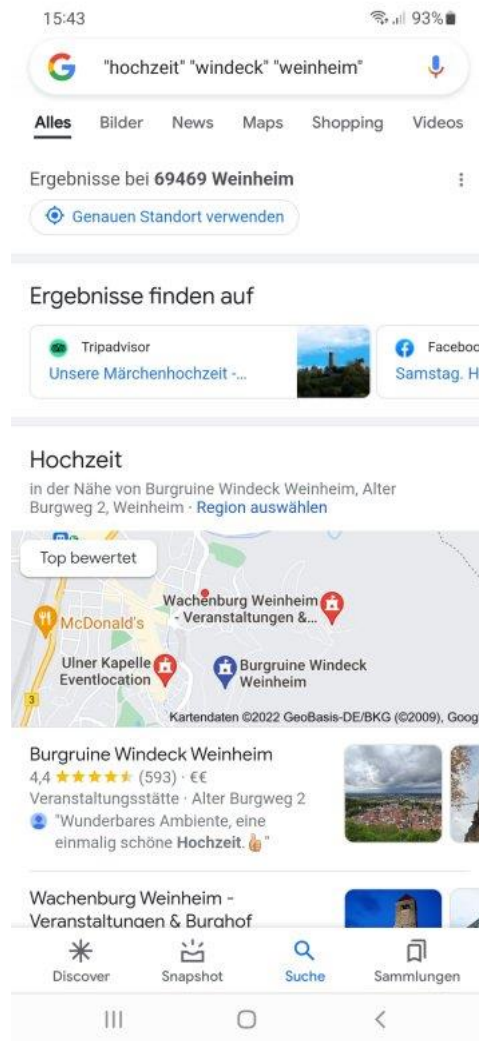 15:43
93%
"hochzeit" "windeck" "weinheim"
Alles Bilder News Maps Shopping Videos
Ergebnisse bei 69469 Weinheim
Genauen Standort verwenden
Ergebnisse finden auf
Tripadvisor
Unsere Märchenhochzeit -...
Faceboo
Samstag. H
Hochzeit
in der Nähe von Burgruine Windeck Weinheim, Alter
Burgweg 2, Weinheim · Region auswählen
Top bewertet
Wachenburg Weinheim
- Veranstaltungen &...
McDonald's
Ulner Kapelle
Eventlocation
Burgruine Windeck
Weinheim
3
Kartendaten ©2022 GeoBasis-DE/BKG (©2009), Goog
Burgruine Windeck Weinheim
4,4 ★★★★★ (593) · €€
Veranstaltungsstätte · Alter Burgweg 2
"Wunderbares Ambiente, eine
einmalig schöne Hochzeit.👍"
Wachenburg Weinheim -
Veranstaltungen & Burghof
Discover Snapshot Suche Sammlungen